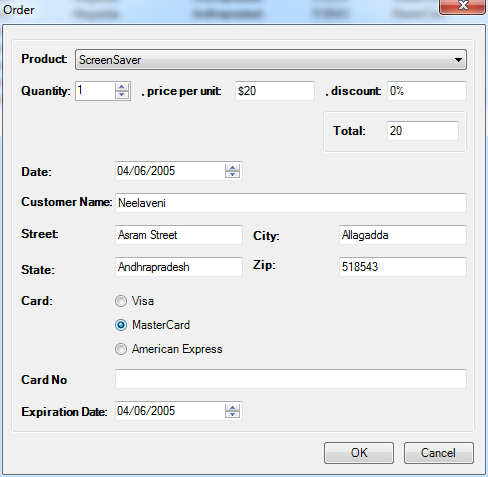 Order
Product: ScreenSaver
Quantity: 1 . price per unit: $20 . discount: 0%
Total: 20
Date: 04/06/2005
Customer Name: Neelaveni
Street: Asram Street City: Allagadda
State: Andhrapradesh Zip: 518543
Card: Visa
MasterCard
American Express
Card No
Expiration Date: 04/06/2005
OK Cancel